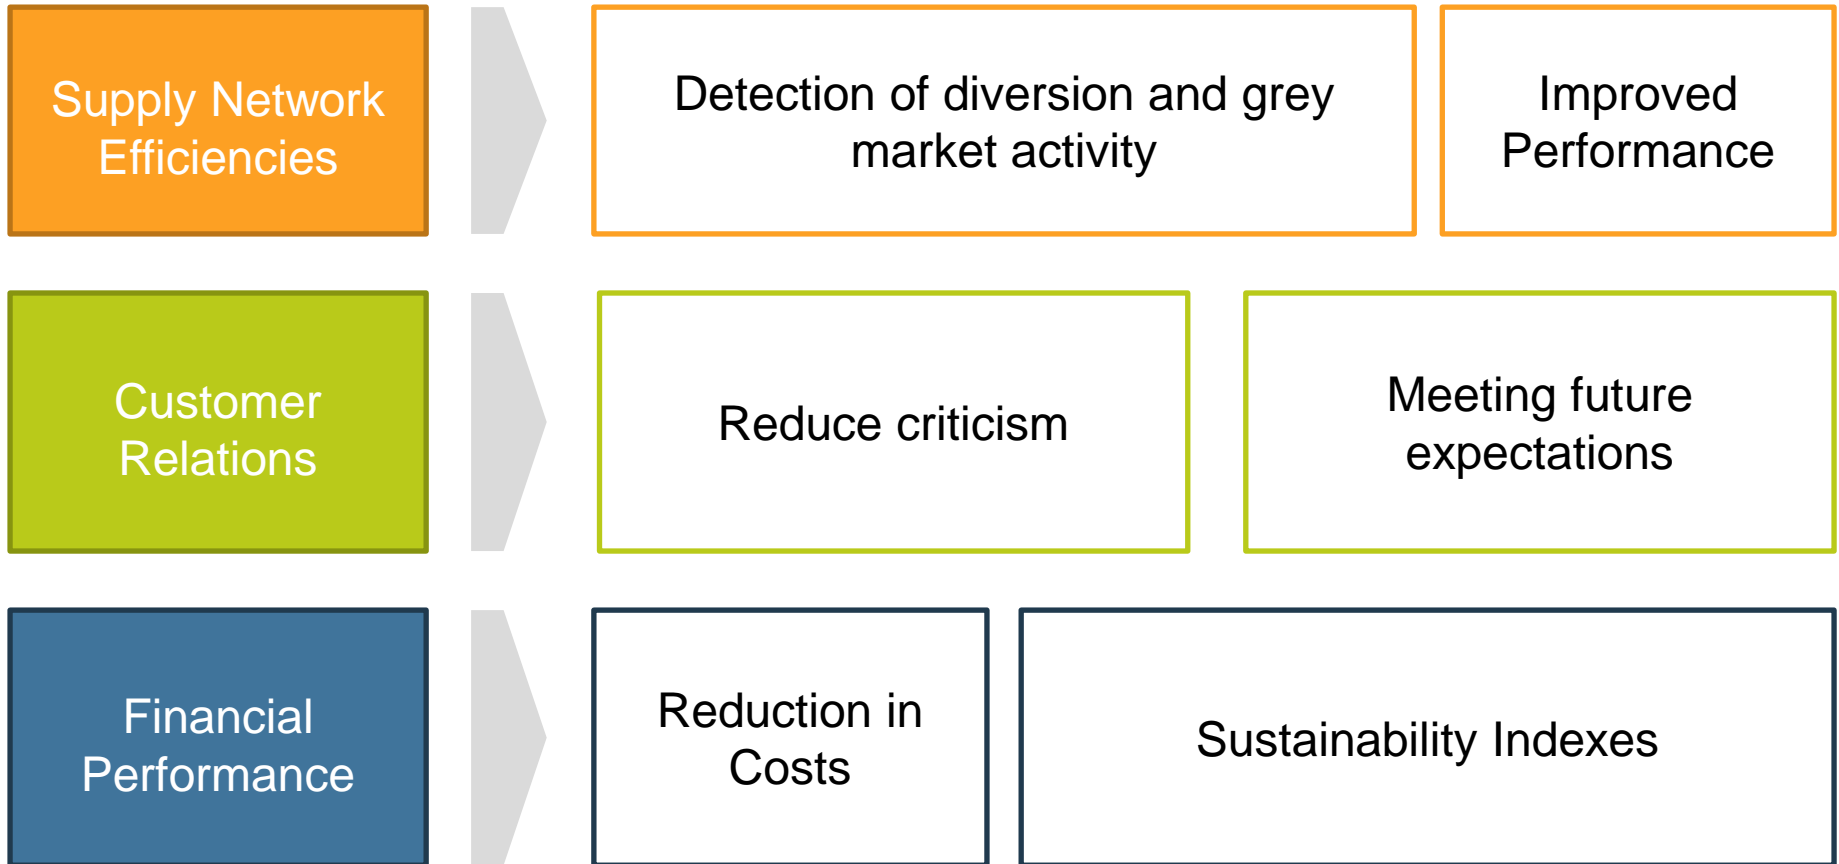 Supply Network
Efficiencies
Detection of diversion and grey
market activity
Improved
Performance
Customer
Relations
Reduce criticism
Meeting future
expectations
Financial
Performance
Reduction in
Costs
Sustainability Indexes